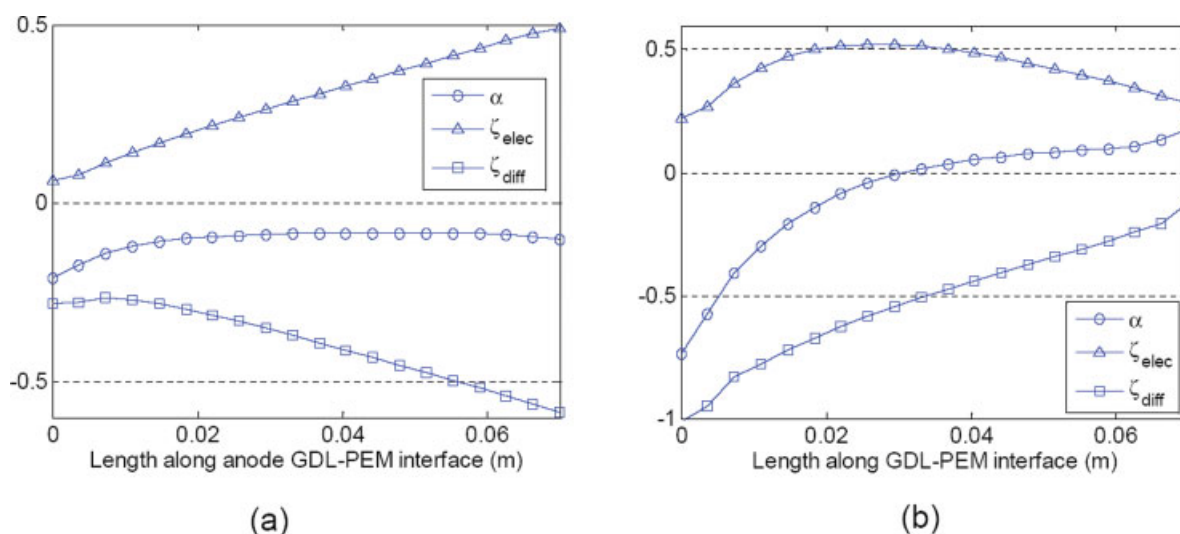 0.5
0
-0.5
0
0.02
0.04
0.06
α
ζelec
ζdiff
Length along anode GDL-PEM interface (m)
(a)
0.5
0
-0.5
-1
0
0.02
0.04
0.06
α
ζelec
ζdiff
Length along GDL-PEM interface (m)
(b)